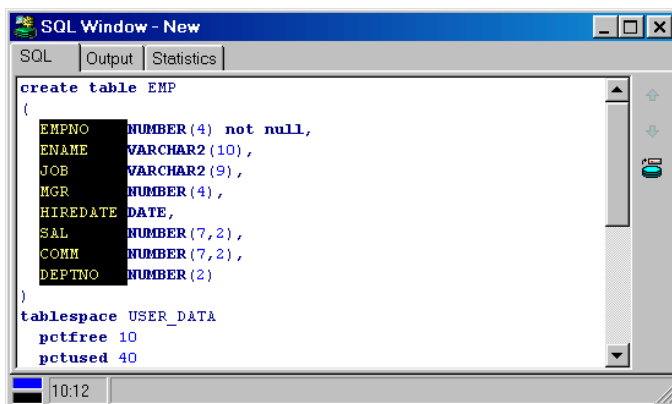 SQL Window - New
SQL Output Statistics
create table EMP
(
EMPNO NUMBER(4) not null,
ENAME VARCHAR2(10),
JOB VARCHAR2(9),
MGR NUMBER(4),
HIREDATE DATE,
SAL NUMBER(7,2),
COMM NUMBER(7,2),
DEPTNO NUMBER(2)
)
tablespace USER_DATA
pctfree 10
pctused 40
10:12